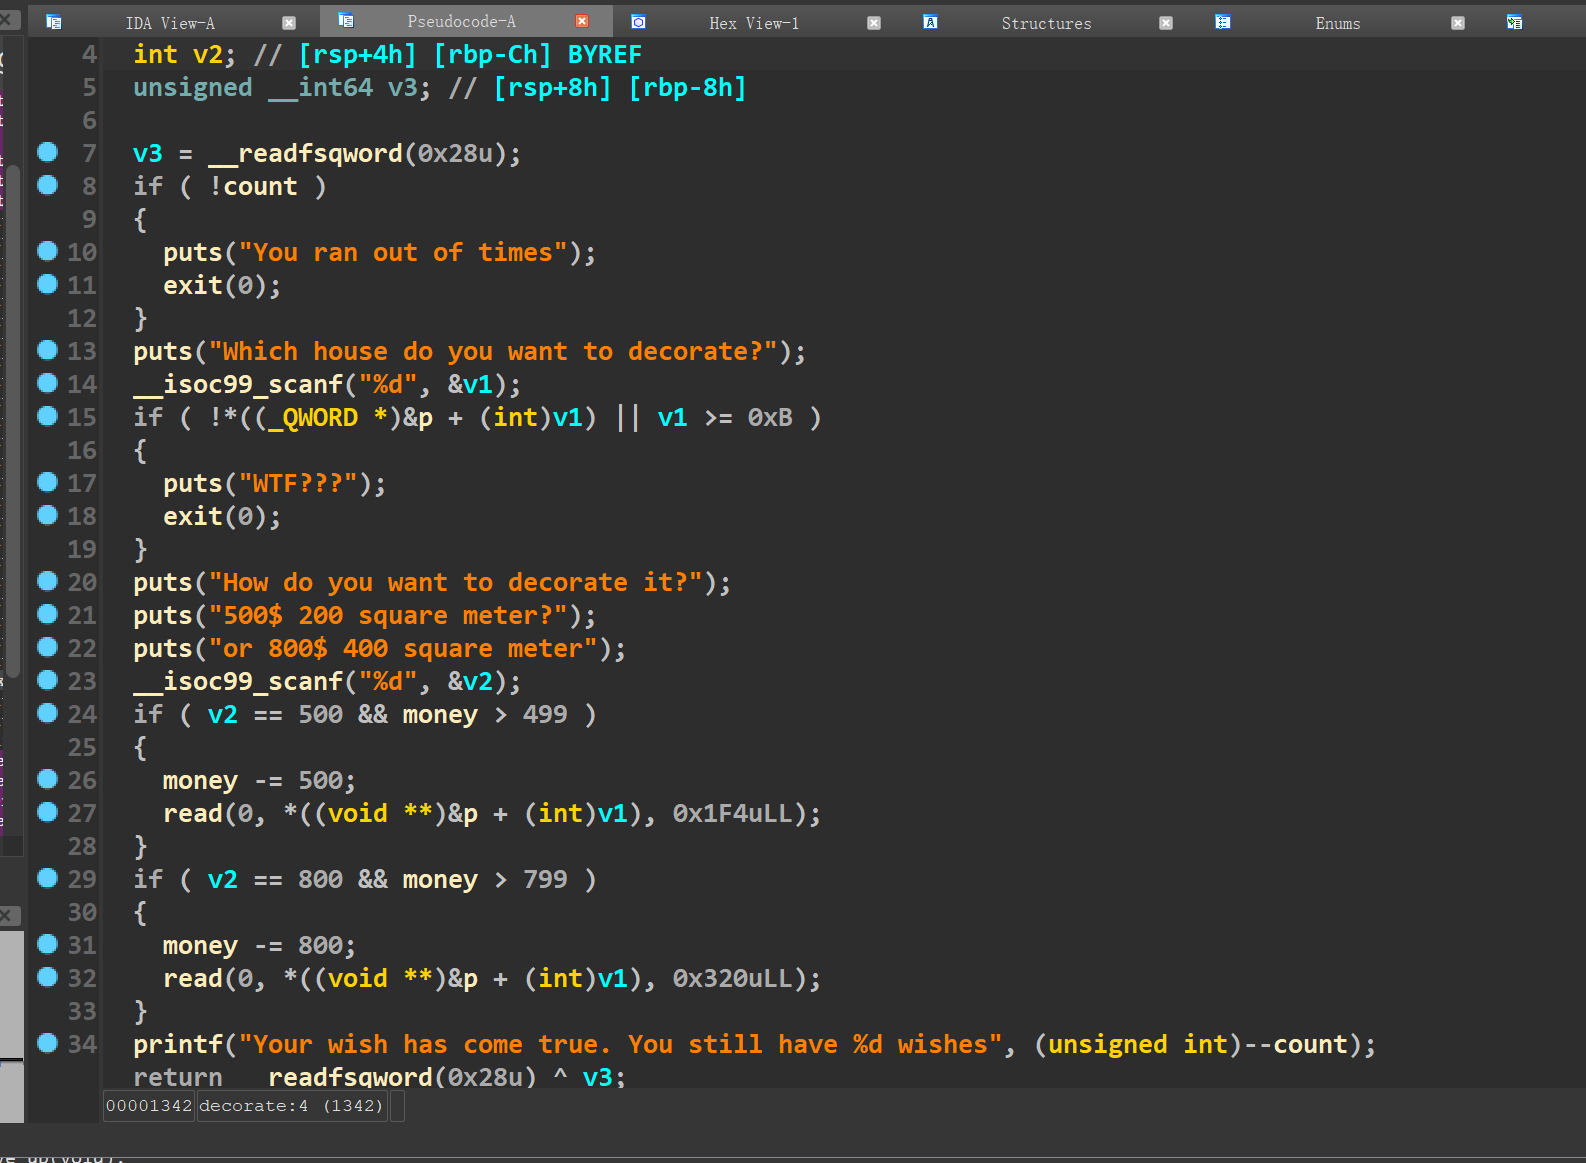 IDA View-A Pseudocode-A Hex View-1 Structures Enums
4 int v2; // [rsp+4h] [rbp-Ch] BYREF
5 unsigned __int64 v3; // [rsp+8h] [rbp-8h]
6
7 v3 = __readfsqword(0x28u);
8 if ( !count )
9 {
10 puts("You ran out of times");
11 exit(0);
12 }
13 puts("Which house do you want to decorate?");
14 __isoc99_scanf("%d", &v1);
15 if ( !*((_QWORD *)&p + (int)v1) || v1 >= 0xB )
16 {
17 puts("WTF???");
18 exit(0);
19 }
20 puts("How do you want to decorate it?");
21 puts("500$ 200 square meter?");
22 puts("or 800$ 400 square meter");
23 __isoc99_scanf("%d", &v2);
24 if ( v2 == 500 && money > 499 )
25 {
26 money -= 500;
27 read(0, *((void **)&p + (int)v1), 0x1F4uLL);
28 }
29 if ( v2 == 800 && money > 799 )
30 {
31 money -= 800;
32 read(0, *((void **)&p + (int)v1), 0x320uLL);
33 }
34 printf("Your wish has come true. You still have %d wishes", (unsigned int)--count);
return __readfsqword(0x28u) ^ v3;
00001342 decorate:4 (1342)